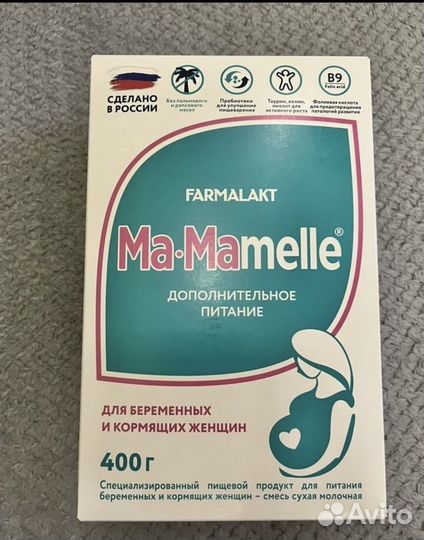 СДЕЛАНО
В РОССИИ
Без пальмового
и рапсового
масел
Пребиотики
для улучшения
пищеварения
Таурин, холин,
инозит для
активного роста
B9
Folic acid
Фолиевая кислота
для предотвращения
патологий развития
FARMALAKT
Ma·Mamelle®
ДОПОЛНИТЕЛЬНОЕ
ПИТАНИЕ
ДЛЯ БЕРЕМЕННЫХ
И КОРМЯЩИХ ЖЕНЩИН
400 г
Специализированный пищевой продукт для питания
беременных и кормящих женщин – смесь сухая молочная
Avito